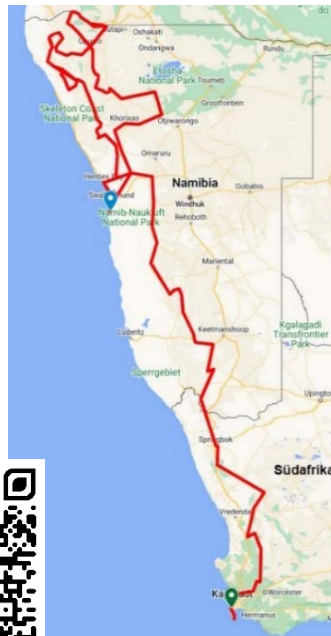 do
Oshakati
Ondangwa
Rundu
Etosha
National Park
Tsumeb
Grootfontein
Skeleton Coast
National Park
Khorixas
Otjiwarongo
Omaruru
Namibia
Gobabis
Windhuk
Namib-Naukluft
National Park
Rehoboth
Mariental
Kgalagadi
Transfrontier
Park
Lüderitz
Keetmanshoop
Sperrgebiet
Upington
Springbok
Südafrika
Vredendal
Worcester
Hermanus